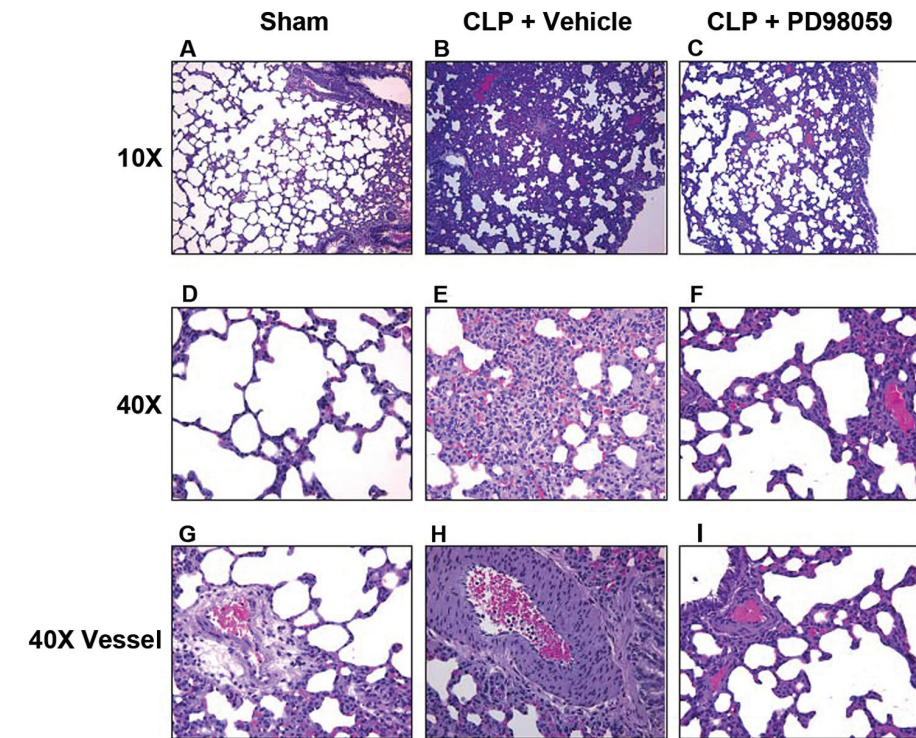 Sham CLP + Vehicle CLP + PD98059
A B C
10X
D E F
40X
G H I
40X Vessel